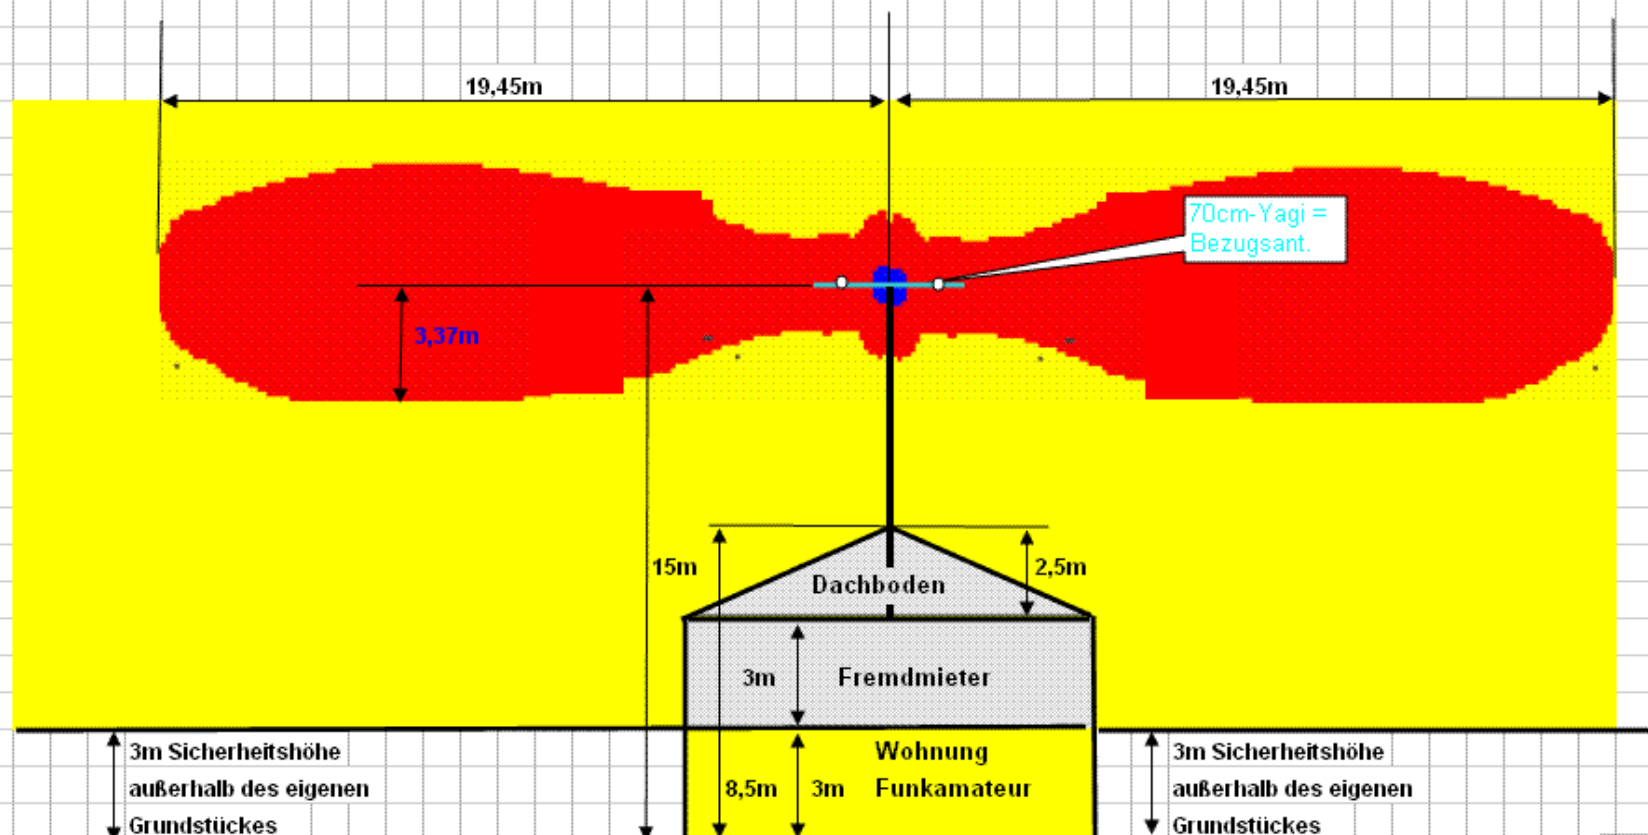 19,45m
19,45m
70cm-Yagi =
Bezugsant.
3,37m
15m
2,5m
Dachboden
3m
Fremdmieter
3m Sicherheitshöhe
außerhalb des eigenen
Grundstückes
8,5m
3m
Wohnung
Funkamateur
3m Sicherheitshöhe
außerhalb des eigenen
Grundstückes